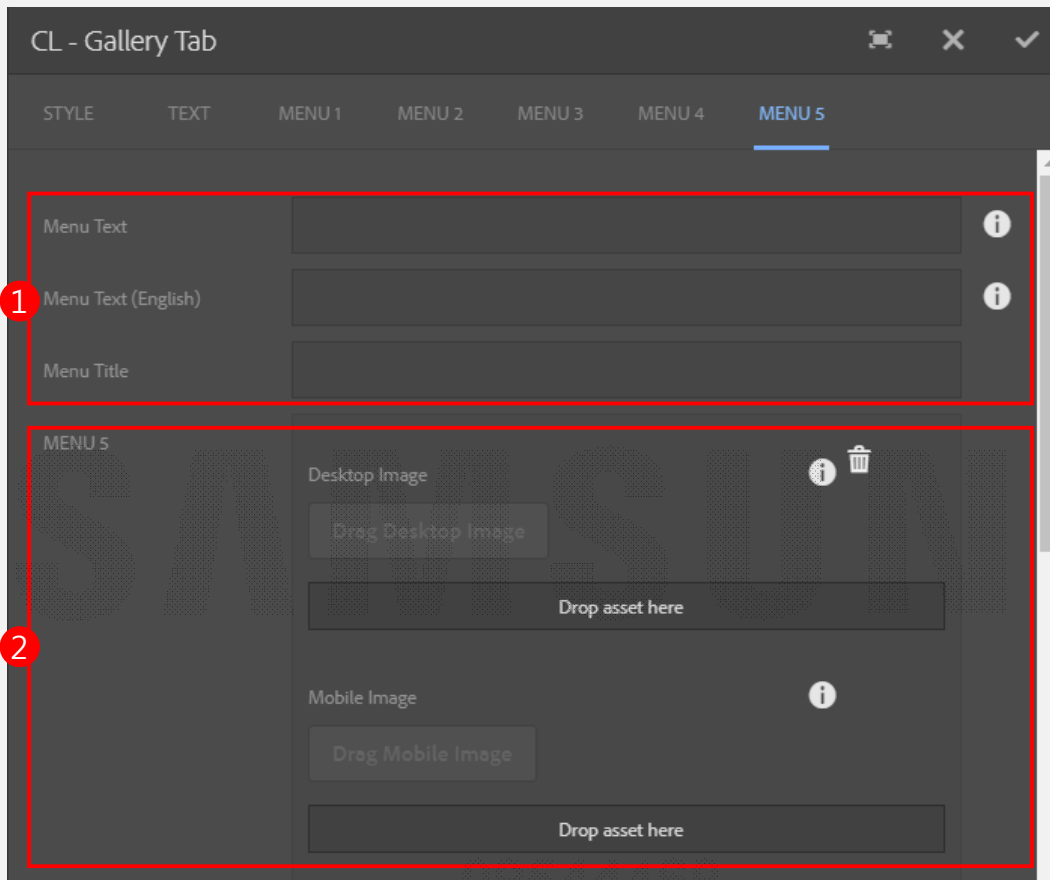 CL - Gallery Tab
STYLE TEXT MENU 1 MENU 2 MENU 3 MENU 4 MENU 5
Menu Text
1 Menu Text (English)
Menu Title
MENU 5
Desktop Image
Drag Desktop Image
Drop asset here
2
Mobile Image
Drag Mobile Image
Drop asset here
SAMSUN